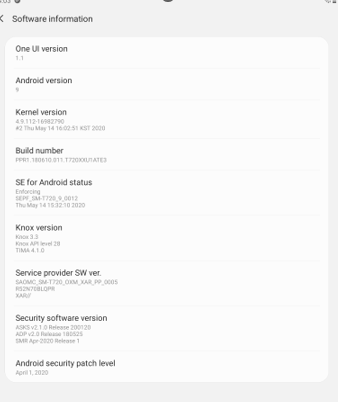 Software information
One UI version
1.1
Android version
9
Kernel version
4.9.112-16982790
#2 Thu May 14 16:02:51 KST 2020
Build number
PPR1.180610.011.T720XXU1ATE3
SE for Android status
Enforcing
SEPF_SM-T720_9_0012
Thu May 14 15:32:10 2020
Knox version
Knox 3.3
Knox API level 28
TIMA 4.1.0
Service provider SW ver.
SAOMC_SM-T720_OXM_XAR_PP_0005
R52N708LQPR
XAR//
Security software version
ASKS v2.1.0 Release 200120
ADP v2.0 Release 180525
SMR Apr-2020 Release 1
Android security patch level
April 1, 2020